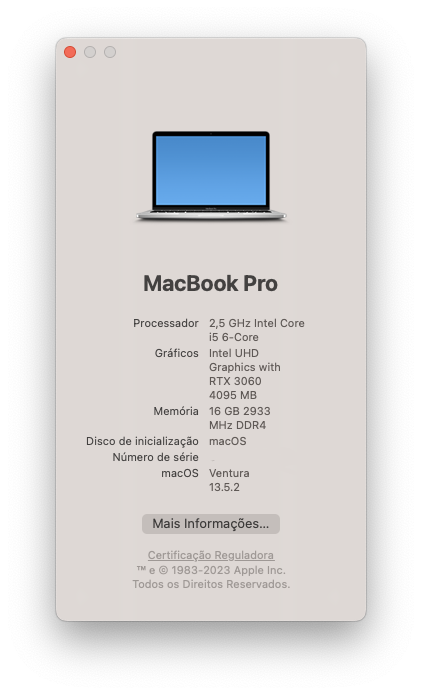 MacBook Pro
Processador 2,5 GHz Intel Core
i5 6-Core
Gráficos Intel UHD
Graphics with
RTX 3060
4095 MB
Memória 16 GB 2933
MHz DDR4
Disco de inicialização macOS
Número de série
macOS Ventura
13.5.2
Mais Informações...
Certificação Reguladora
™ e © 1983-2023 Apple Inc.
Todos os Direitos Reservados.